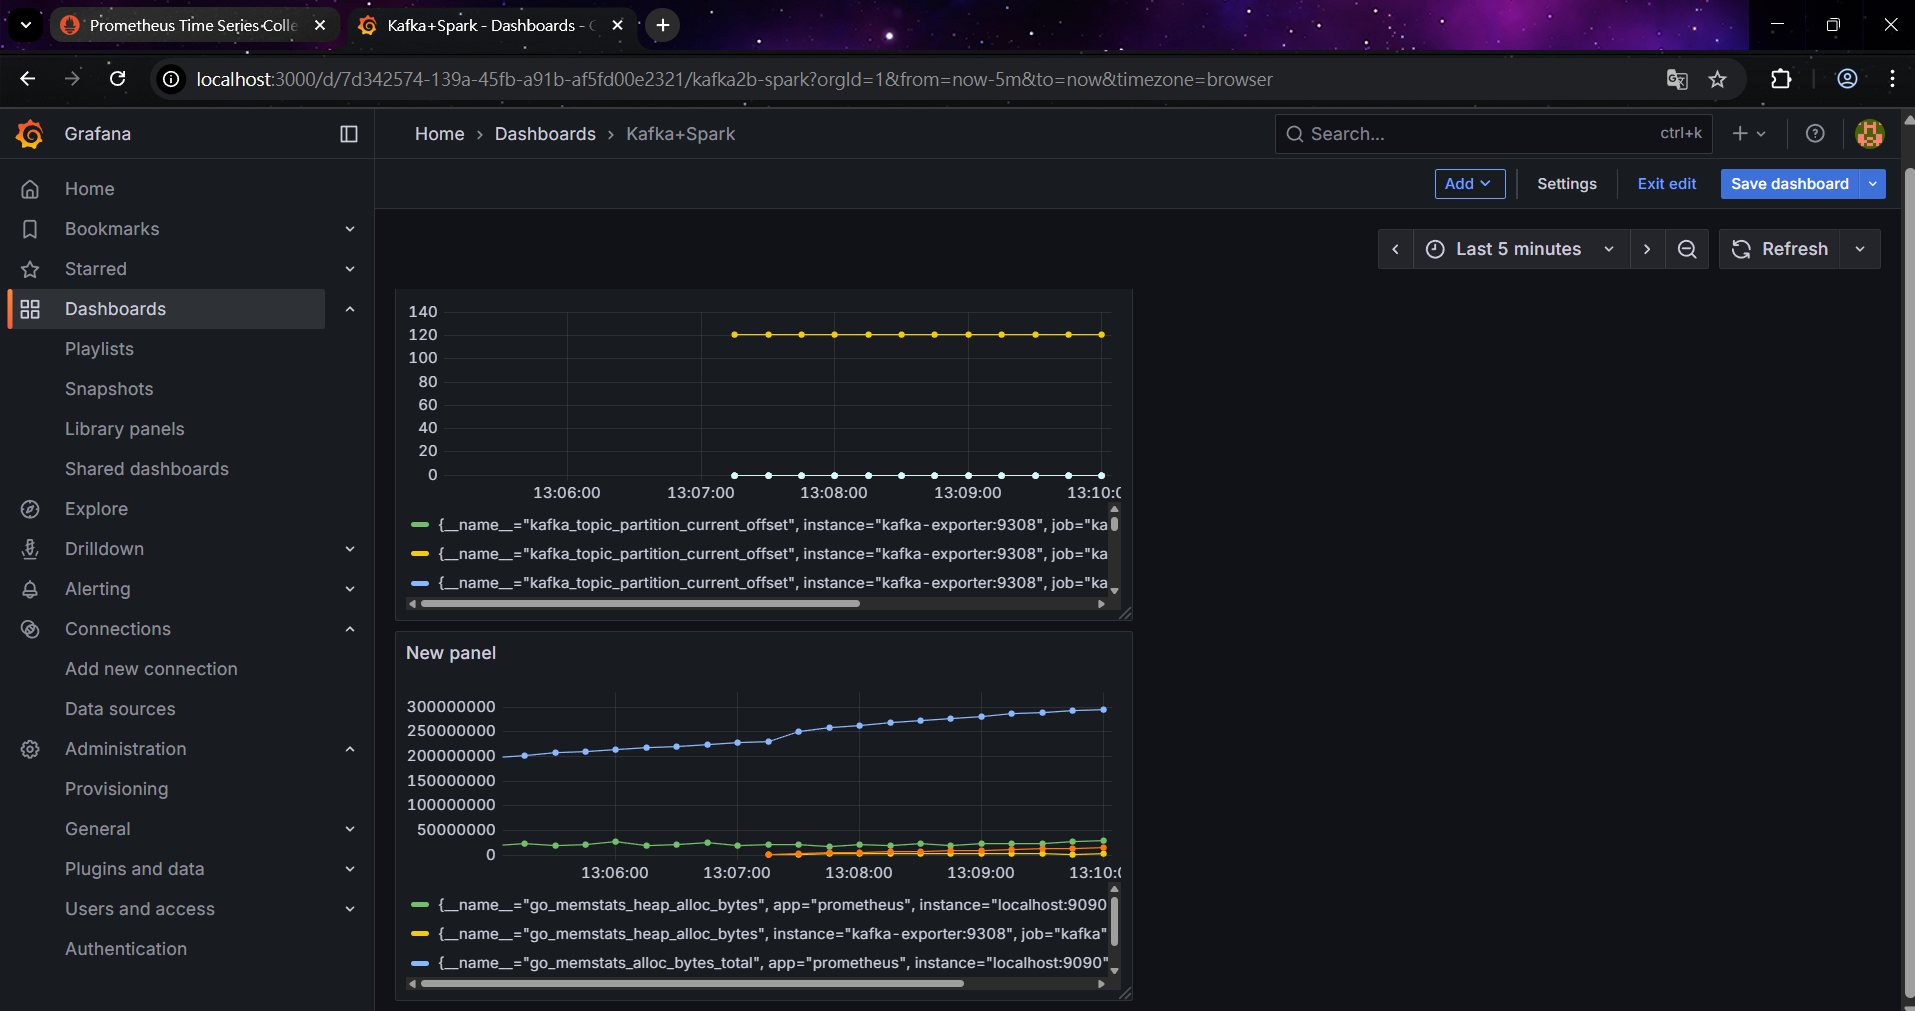 Prometheus Time Series Colle
Kafka+Spark - Dashboards -
localhost:3000/d/7d342574-139a-45fb-a91b-af5fd00e2321/kafka2b-spark?orgId=1&from=now-5m&to=now&timezone=browser
Grafana
Home › Dashboards › Kafka+Spark
Search... ctrl+k
Add Settings Exit edit Save dashboard
Last 5 minutes Refresh
Home
Bookmarks
Starred
Dashboards
Playlists
Snapshots
Library panels
Shared dashboards
Explore
Drilldown
Alerting
Connections
Add new connection
Data sources
Administration
Provisioning
General
Plugins and data
Users and access
Authentication
140
120
100
80
60
40
20
0
13:06:00 13:07:00 13:08:00 13:09:00 13:10:0
{__name__="kafka_topic_partition_current_offset", instance="kafka-exporter:9308", job="ka
{__name__="kafka_topic_partition_current_offset", instance="kafka-exporter:9308", job="ka
{__name__="kafka_topic_partition_current_offset", instance="kafka-exporter:9308", job="ka
New panel
300000000
250000000
200000000
150000000
100000000
50000000
0
13:06:00 13:07:00 13:08:00 13:09:00 13:10:0
{__name__="go_memstats_heap_alloc_bytes", app="prometheus", instance="localhost:9090
{__name__="go_memstats_heap_alloc_bytes", instance="kafka-exporter:9308", job="kafka"
{__name__="go_memstats_alloc_bytes_total", app="prometheus", instance="localhost:9090"